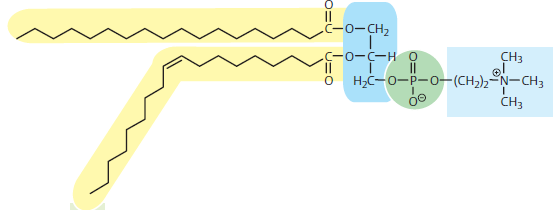 O
C–O–CH₂
C–O–C–H O CH₃
O H₂C–O–P–O–(CH₂)₂–N⊕–CH₃
O⊖ CH₃